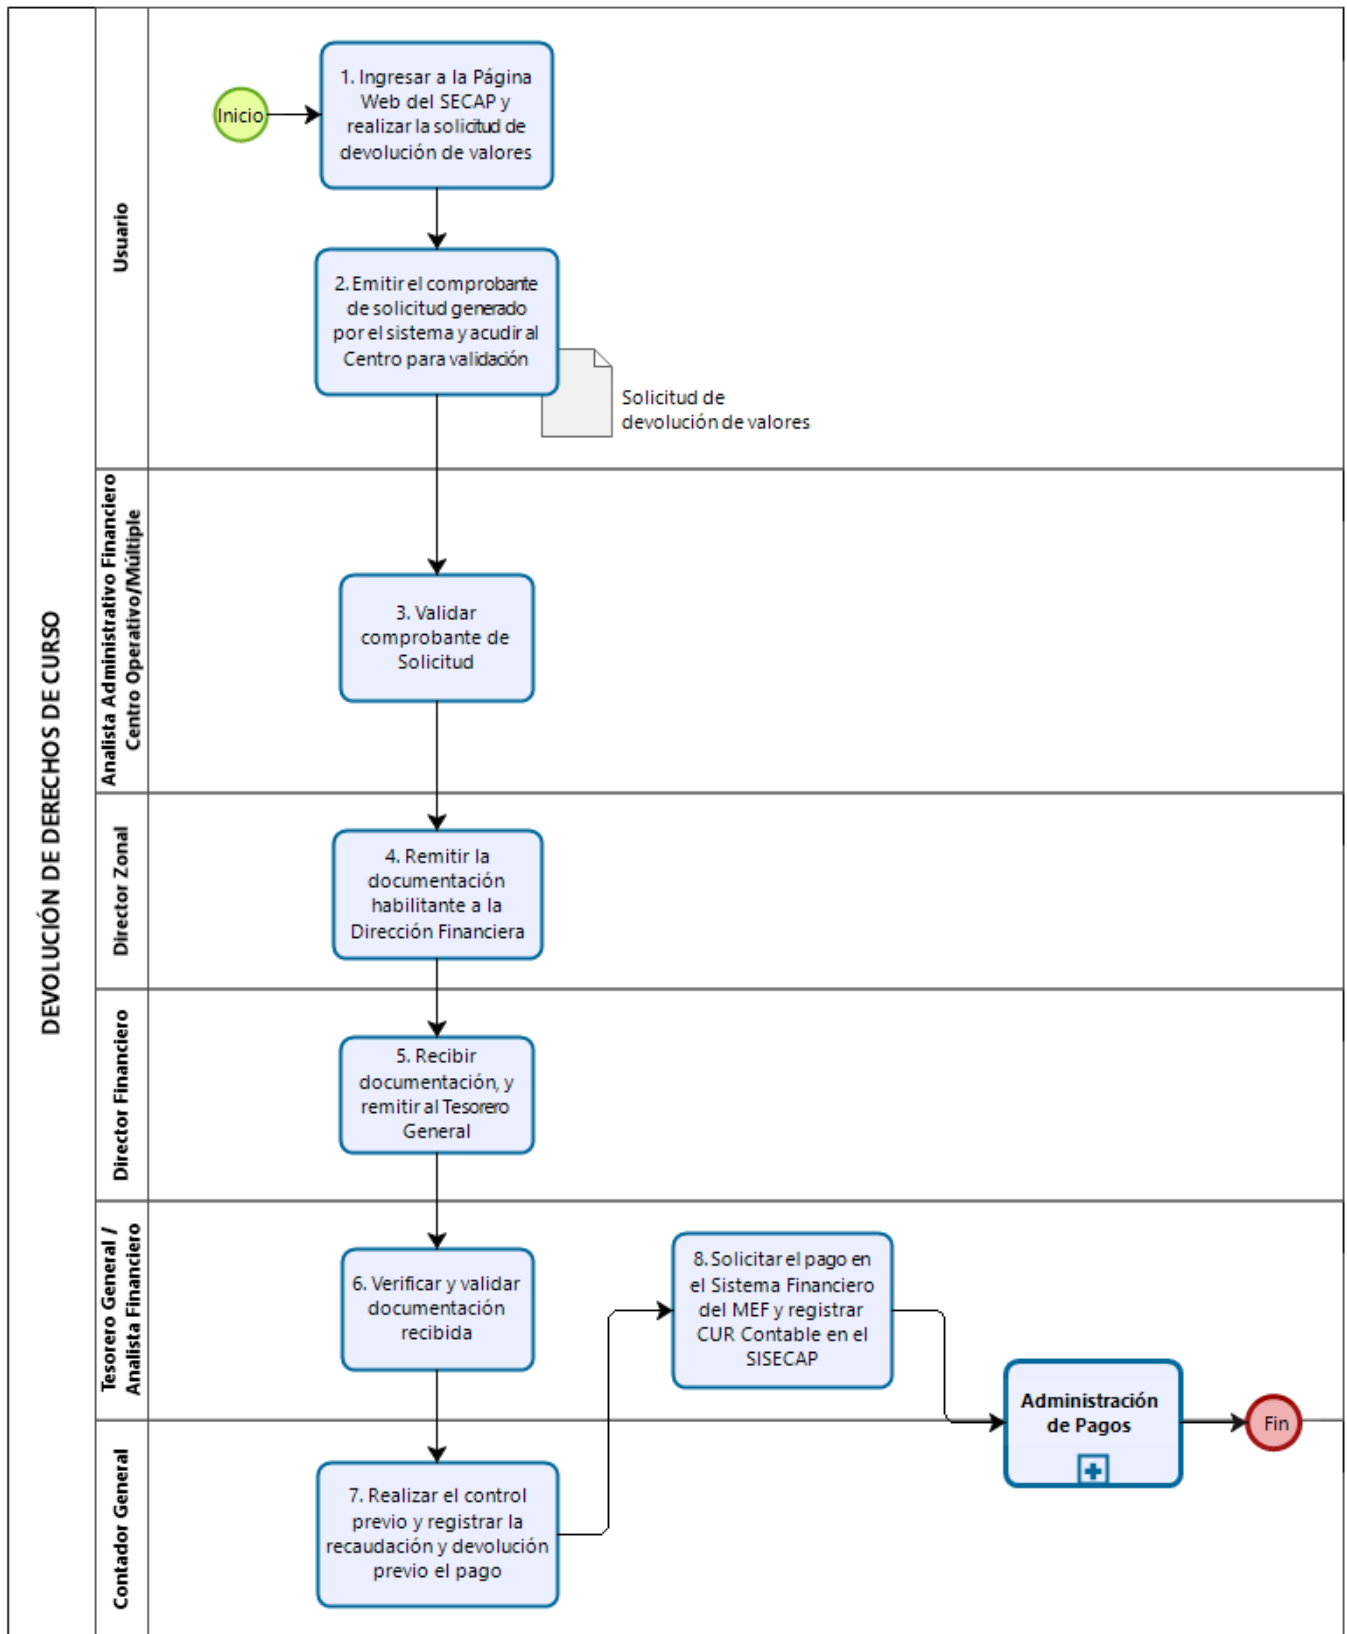 DEVOLUCIÓN DE DERECHOS DE CURSO
Usuario
Inicio
1. Ingresar a la Página
Web del SECAP y
realizar la solicitud de
devolución de valores
2. Emitir el comprobante
de solicitud generado
por el sistema y acudir al
Centro para validación
Solicitud de
devolución de valores
Analista Administrativo Financiero
Centro Operativo/Múltiple
3. Validar
comprobante de
Solicitud
Director Zonal
4. Remitir la
documentación
habilitante a la
Dirección Financiera
Director Financiero
5. Recibir
documentación, y
remitir al Tesorero
General
Tesorero General /
Analista Financiero
6. Verificar y validar
documentación
recibida
8. Solicitar el pago en
el Sistema Financiero
del MEF y registrar
CUR Contable en el
SISECAP
Administración
de Pagos
Fin
Contador General
7. Realizar el control
previo y registrar la
recaudación y devolución
previo el pago